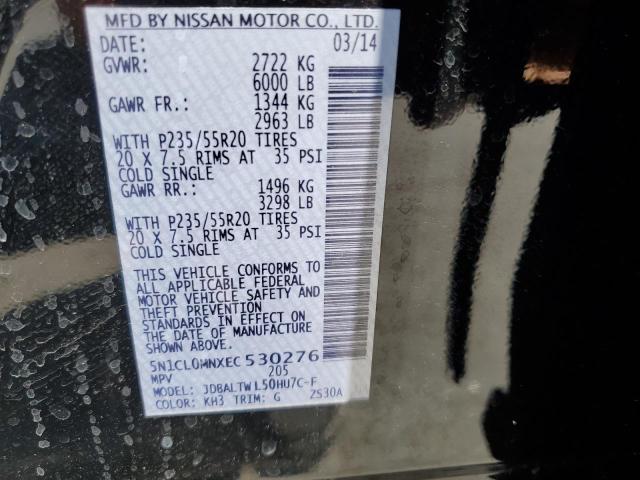 MFD BY NISSAN MOTOR CO., LTD.
DATE: 03/14
GVWR: 2722 KG
6000 LB
GAWR FR.: 1344 KG
2963 LB
WITH P235/55R20 TIRES
20 X 7.5 RIMS AT 35 PSI
COLD SINGLE
GAWR RR.: 1496 KG
3298 LB
WITH P235/55R20 TIRES
20 X 7.5 RIMS AT 35 PSI
COLD SINGLE
THIS VEHICLE CONFORMS TO
ALL APPLICABLE FEDERAL
MOTOR VEHICLE SAFETY AND
THEFT PREVENTION
STANDARDS IN EFFECT ON
THE DATE OF MANUFACTURE
SHOWN ABOVE.
5N1CL0MNXEC530276
MPV 205
MODEL: JDBALTWL50HU7C-F
COLOR: KH3 TRIM: G ZS30A